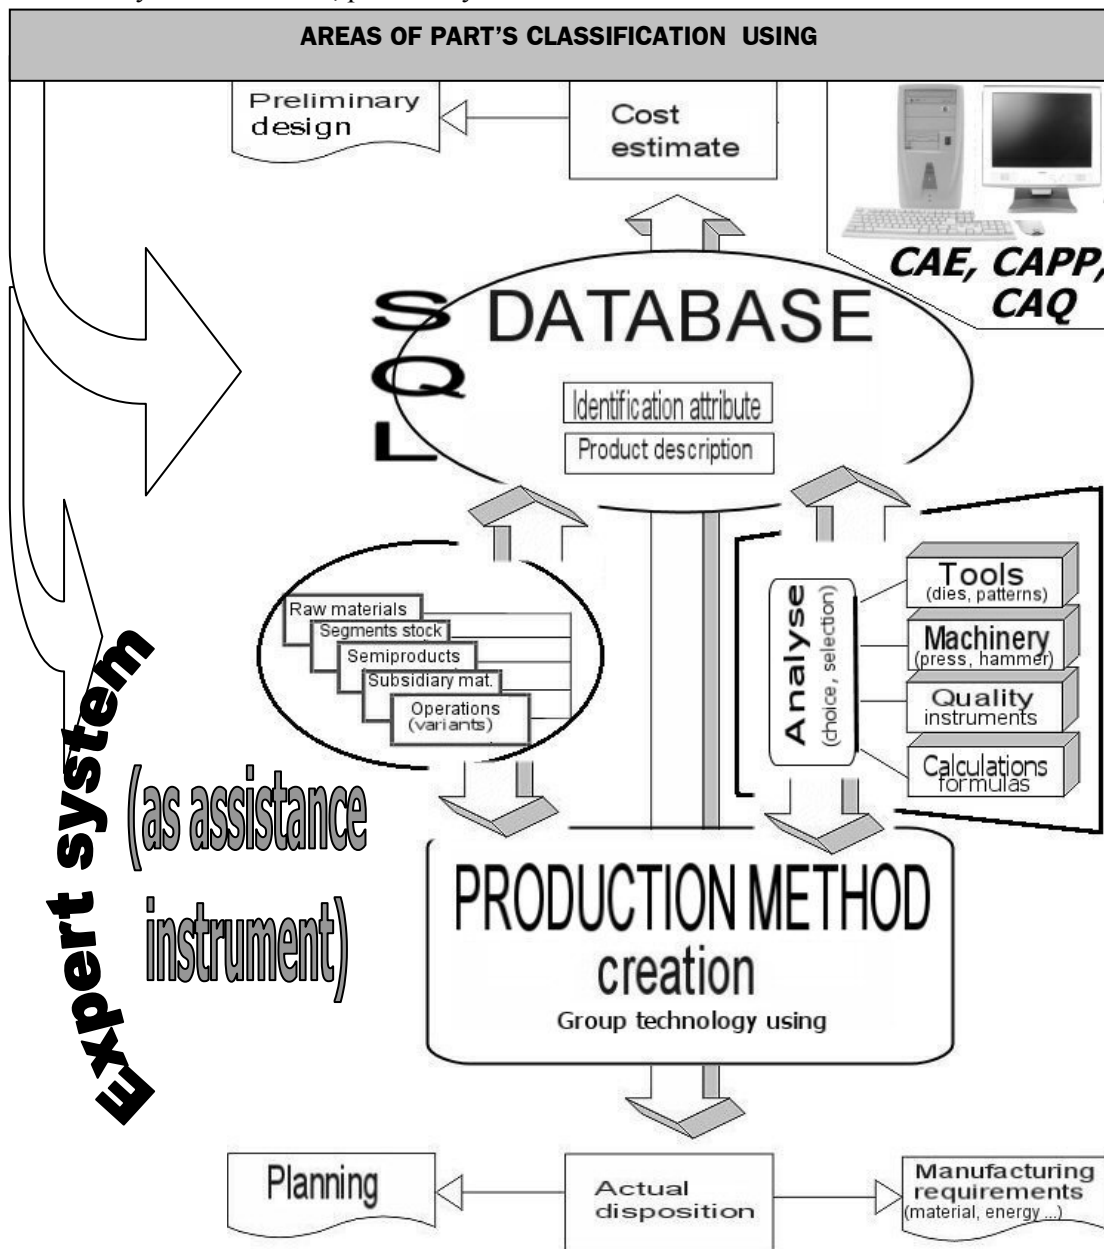 AREAS OF PART'S CLASSIFICATION USING
Preliminary
design
Cost
estimate
CAE, CAPP,
CAQ
SQL
DATABASE
Identification attribute
Product description
Raw materials
Segments stock
Semiproducts
Subsidiary mat.
Operations
(variants)
Analyse
(choice, selection)
Tools
(dies, patterns)
Machinery
(press, hammer)
Quality
instruments
Calculations
formulas
Expert system
(as assistance
instrument)
PRODUCTION METHOD
creation
Group technology using
Planning
Actual
disposition
Manufacturing
requirements
(material, energy ...)